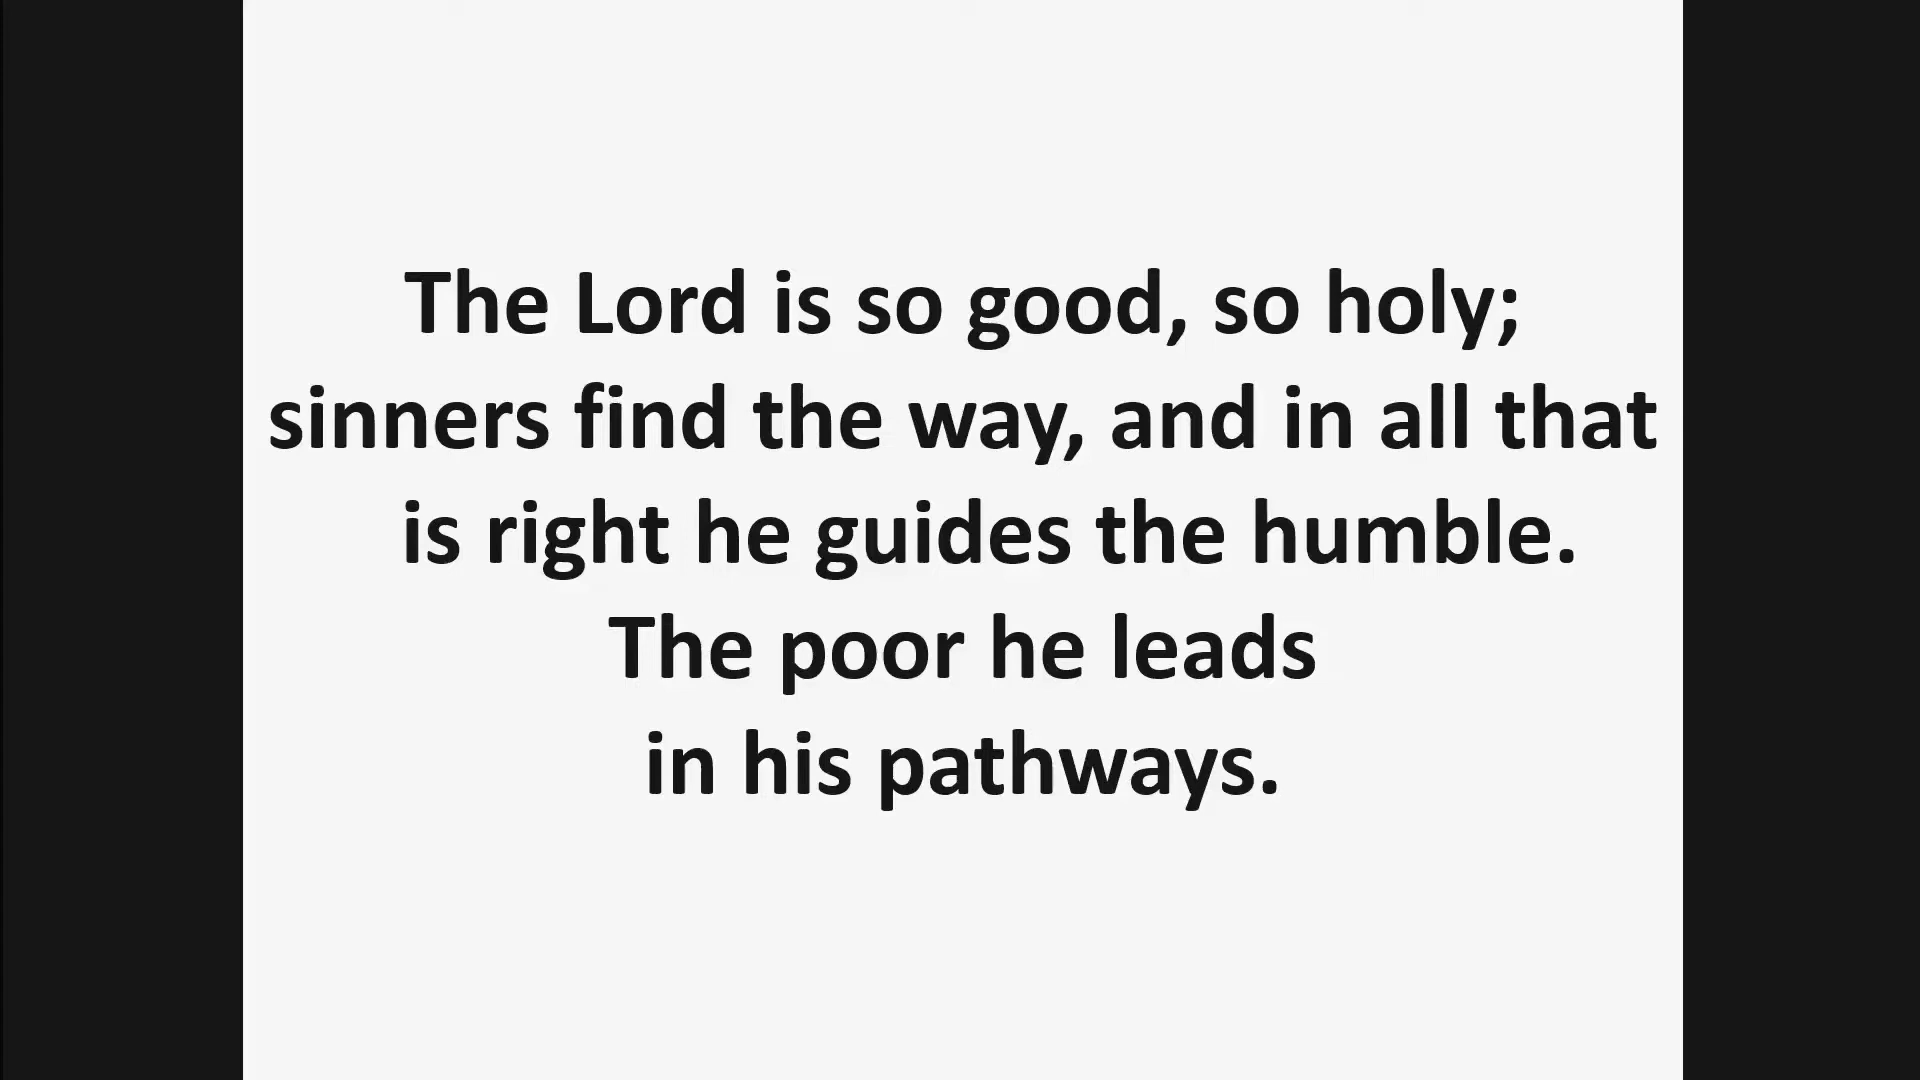 The Lord is so good, so holy;
sinners find the way, and in all that
is right he guides the humble.
The poor he leads
in his pathways.